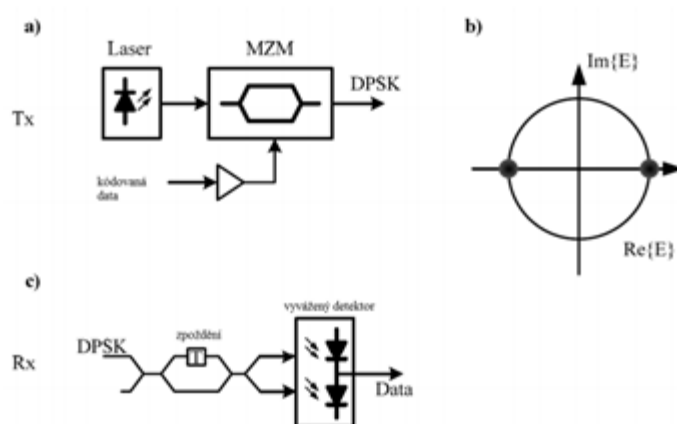 a)
b)
Laser
MZM
Im{E}
DPSK
Tx
kódovaná
data
Re{E}
c)
vyvážený detektor
zpoždění
DPSK
T
Rx
Data